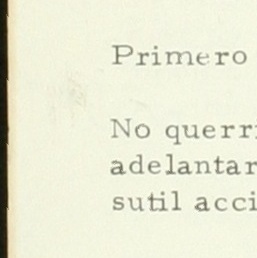 Primero
No querr
adelantar
sutil acci